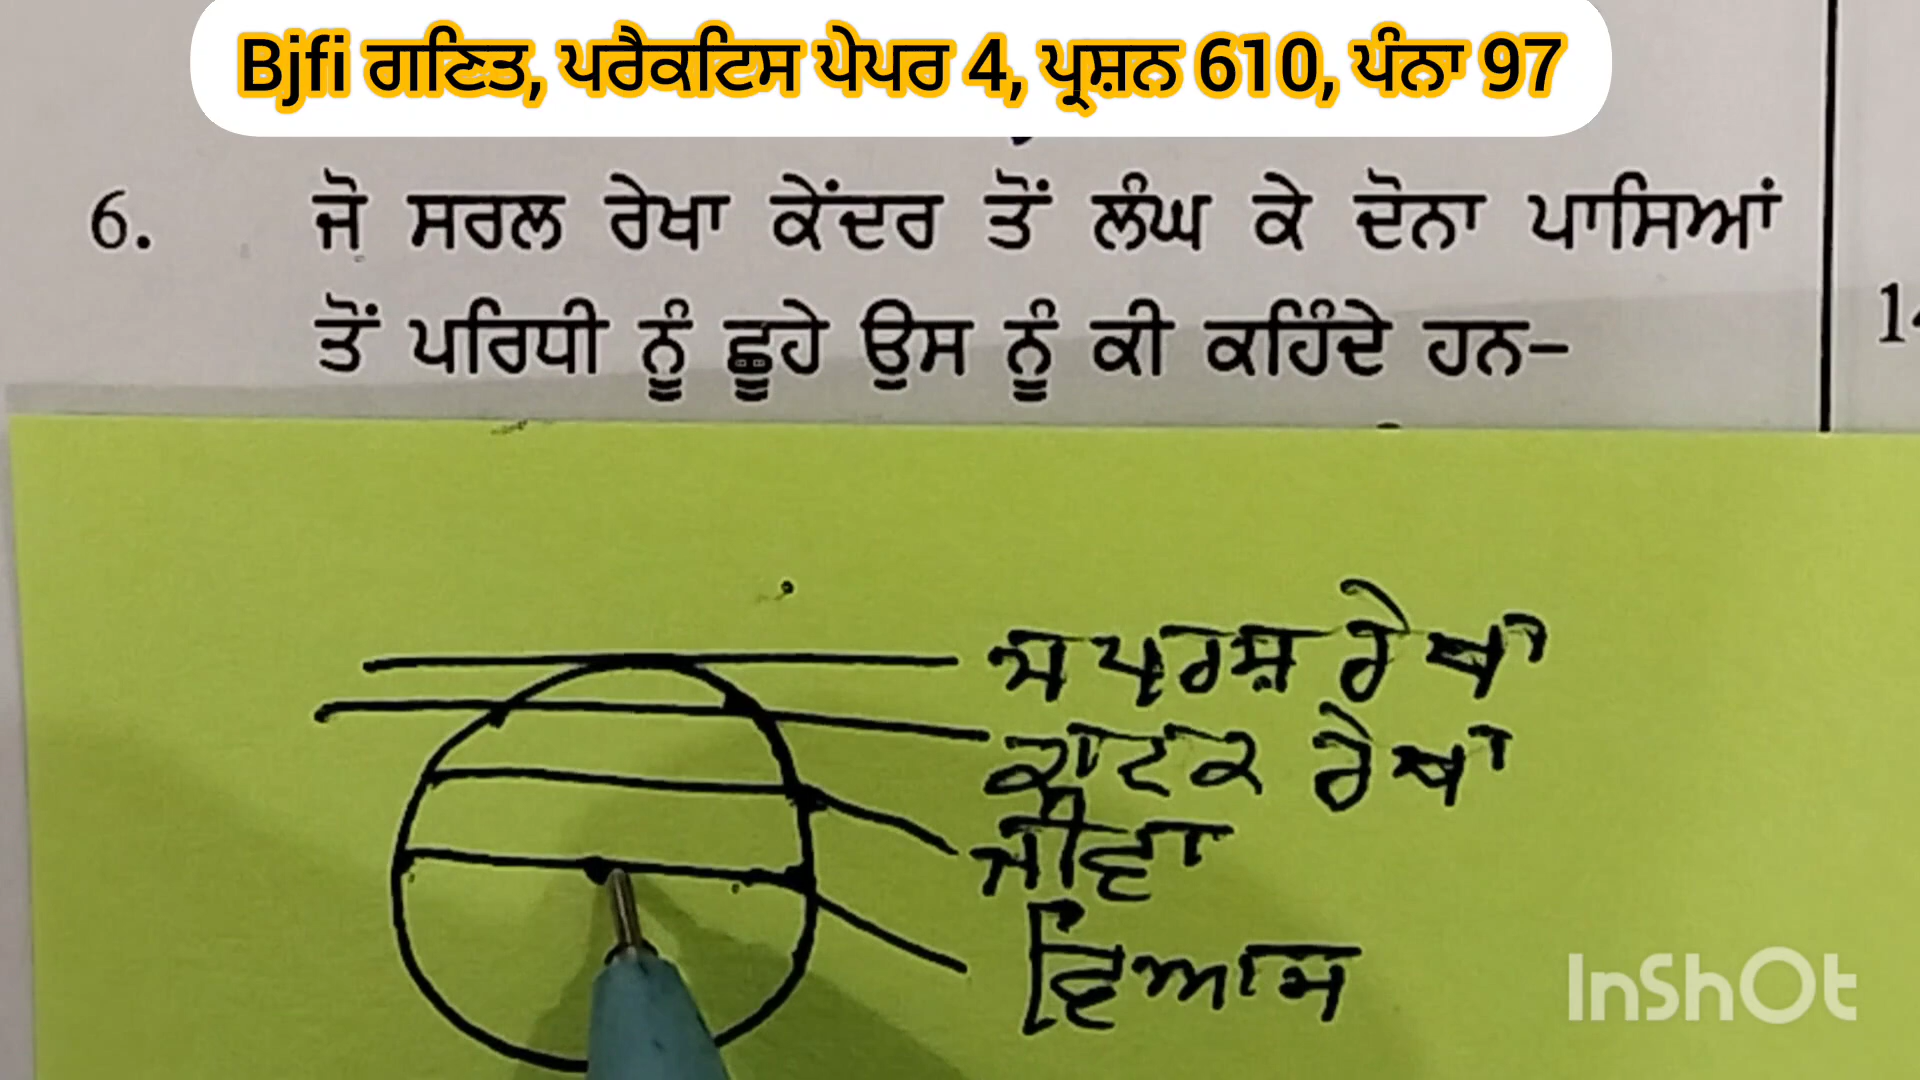 Bjfi ਗਣਿਤ, ਪਰੈਕਟਿਸ ਪੇਪਰ 4, ਪ੍ਰਸ਼ਨ 610, ਪੰਨਾ 97
6. ਜੋ ਸਰਲ ਰੇਖਾ ਕੇਂਦਰ ਤੋਂ ਲੰਘ ਕੇ ਦੋਨਾ ਪਾਸਿਆਂ
ਤੋਂ ਪਰਿਧੀ ਨੂੰ ਛੂਹੇ ਉਸ ਨੂੰ ਕੀ ਕਹਿੰਦੇ ਹਨ–
ਸਪਰਸ਼ ਰੇਖਾ
ਕਾਟਕ ਰੇਖਾ
ਜੀਵਾ
ਵਿਆਸ
InShOt